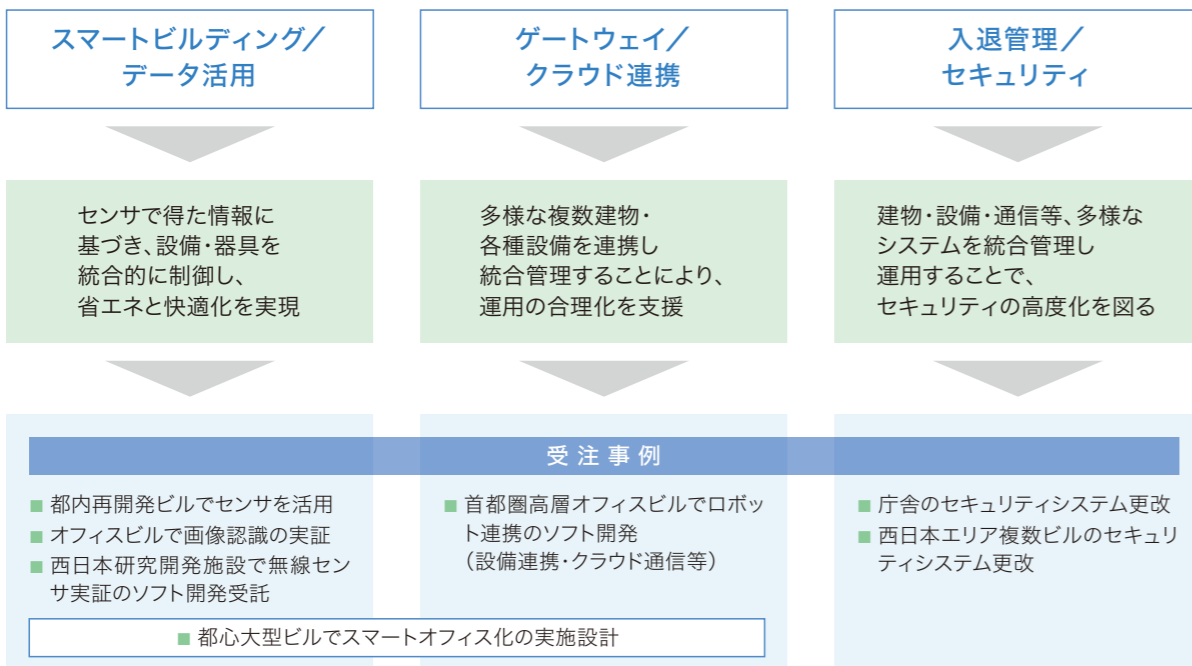 スマートビルディング／
データ活用
ゲートウェイ／
クラウド連携
入退管理／
セキュリティ
センサで得た情報に
基づき、設備・器具を
統合的に制御し、
省エネと快適化を実現
多様な複数建物・
各種設備を連携し
統合管理することにより、
運用の合理化を支援
建物・設備・通信等、多様な
システムを統合管理し
運用することで、
セキュリティの高度化を図る
受注事例
■ 都内再開発ビルでセンサを活用
■ オフィスビルで画像認識の実証
■ 西日本研究開発施設で無線セン
サ実証のソフト開発受託
■ 首都圏高層オフィスビルでロボッ
ト連携のソフト開発
（設備連携・クラウド通信等）
■ 庁舎のセキュリティシステム更改
■ 西日本エリア複数ビルのセキュリ
ティシステム更改
■ 都心大型ビルでスマートオフィス化の実施設計